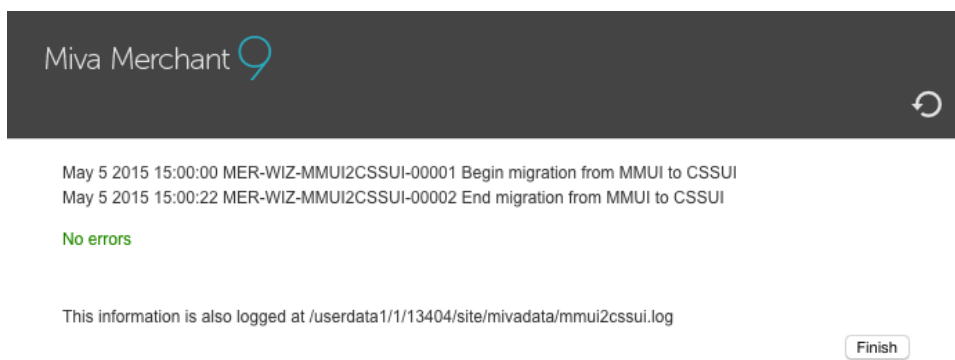 Miva Merchant 9
May 5 2015 15:00:00 MER-WIZ-MMUI2CSSUI-00001 Begin migration from MMUI to CSSUI
May 5 2015 15:00:22 MER-WIZ-MMUI2CSSUI-00002 End migration from MMUI to CSSUI
No errors
This information is also logged at /userdata1/1/13404/site/mivadata/mmui2cssui.log
Finish